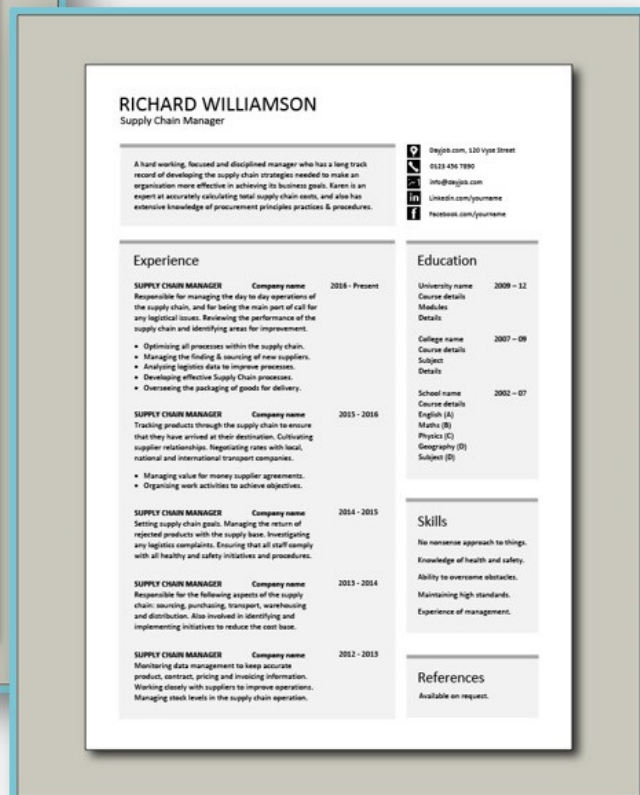 RICHARD WILLIAMSON
Supply Chain Manager
A hard working, focused and disciplined manager who has a long track
record of developing the supply chain strategies needed to make an
organisation more effective in achieving its business goals. Karen is an
expert at accurately calculating total supply chain costs, and also has
extensive knowledge of procurement principles practices & procedures.
Dayjob.com, 120 Vyse Street
0123 456 7890
info@dayjob.com
Linkedin.com/yourname
Facebook.com/yourname
Experience
SUPPLY CHAIN MANAGER Company name 2016 - Present
Responsible for managing the day to day operations of
the supply chain, and for being the main port of call for
any logistical issues. Reviewing the performance of the
supply chain and identifying areas for improvement.
• Optimizing all processes within the supply chain.
• Managing the finding & sourcing of new suppliers.
• Analyzing logistics data to improve processes.
• Developing effective Supply Chain processes.
• Overseeing the packaging of goods for delivery.
SUPPLY CHAIN MANAGER Company name 2015 - 2016
Tracking products through the supply chain to ensure
that they have arrived at their destination. Cultivating
supplier relationships. Negotiating rates with local,
national and international transport companies.
• Managing value for money supplier agreements.
• Organising work activities to achieve objectives.
SUPPLY CHAIN MANAGER Company name 2014 - 2015
Setting supply chain goals. Managing the return of
rejected products with the supply base. Investigating
any logistics complaints. Ensuring that all staff comply
with all healthy and safety initiatives and procedures.
SUPPLY CHAIN MANAGER Company name 2013 - 2014
Responsible for the following aspects of the supply
chain: sourcing, purchasing, transport, warehousing
and distribution. Also involved in identifying and
implementing initiatives to reduce the cost base.
SUPPLY CHAIN MANAGER Company name 2012 - 2013
Monitoring data management to keep accurate
product, contract, pricing and invoicing information.
Working closely with suppliers to improve operations.
Managing stock levels in the supply chain operation.
Education
University name 2009 – 12
Course details
Modules
Details
College name 2007 – 09
Course details
Subject
Details
School name 2002 – 07
Course details
English (A)
Maths (B)
Physics (C)
Geography (D)
Subject (D)
Skills
No nonsense approach to things.
Knowledge of health and safety.
Ability to overcome obstacles.
Maintaining high standards.
Experience of management.
References
Available on request.